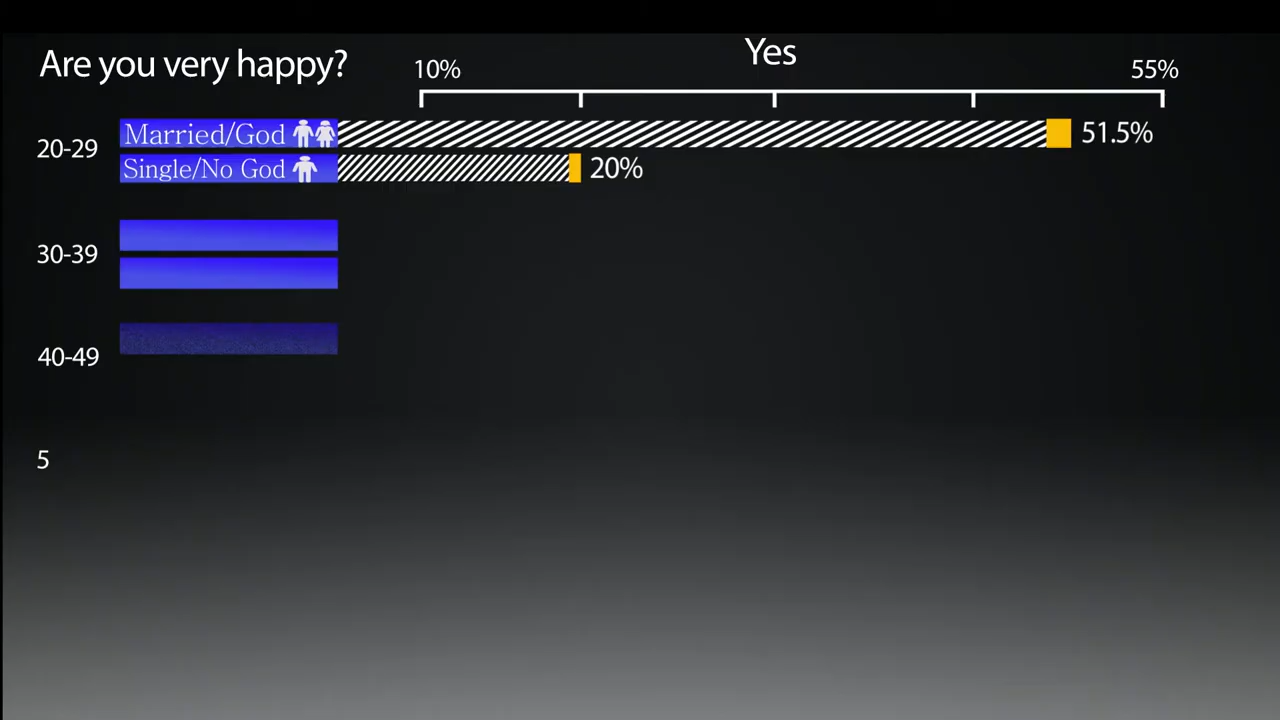 Are you very happy?
Yes
10%
55%
20-29
Married/God
51.5%
Single/No God
20%
30-39
40-49
5